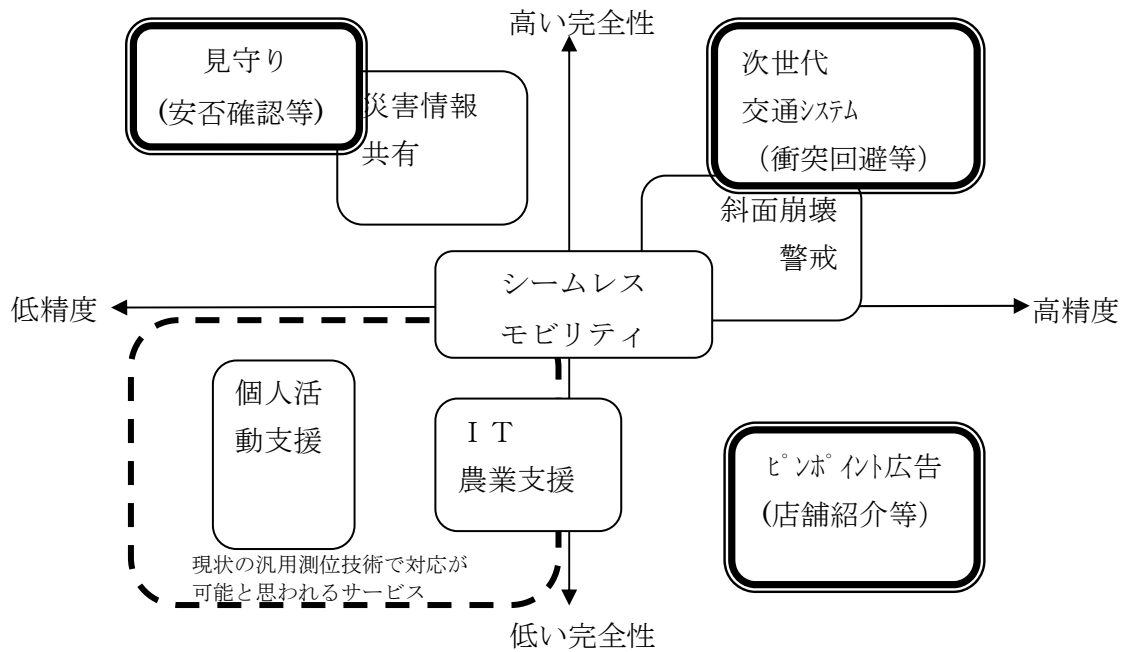 高い完全性
見守り
(安否確認等)
災害情報
共有
次世代
交通ｼｽﾃﾑ
（衝突回避等）
斜面崩壊
警戒
シームレス
モビリティ
低精度
高精度
個人活
動支援
ＩＴ
農業支援
ﾋﾟﾝﾎﾟｲﾝﾄ広告
(店舗紹介等）
現状の汎用測位技術で対応が
可能と思われるサービス
低い完全性